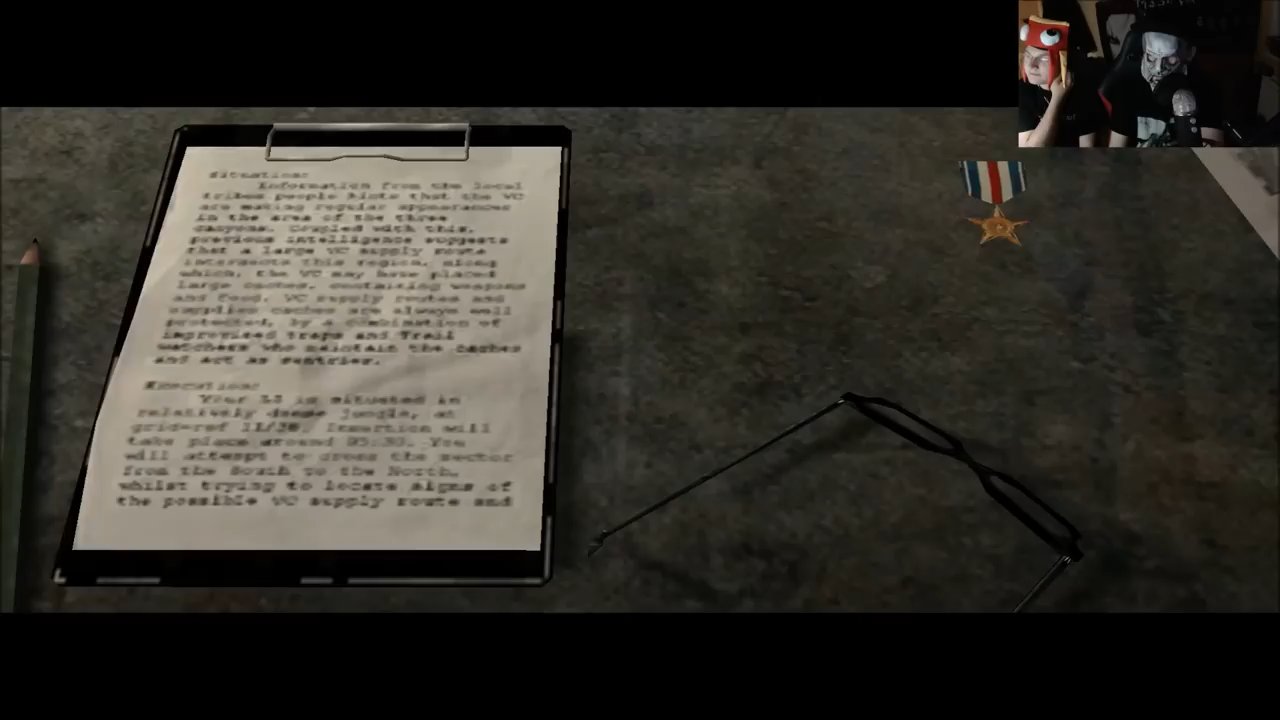 Situation:
Information from the local
tribes people hints that the VC
are making regular appearances
in the area of the three
canyons. Coupled with this,
previous intelligence suggests
that a large VC supply route
intersects this region, along
which, the VC may have placed
large caches, containing weapons
and food. VC supply routes and
supplies caches are always well
protected, by a combination of
improvised traps and Trail
watchers who maintain the caches
and act as sentries.
Execution:
Your LZ is situated in
relatively dense jungle, at
grid=ref 11/20. Insertion will
take place around 05:30. You
will attempt to cross the sector
from the South to the North,
whilst trying to locate signs of
the possible VC supply route and